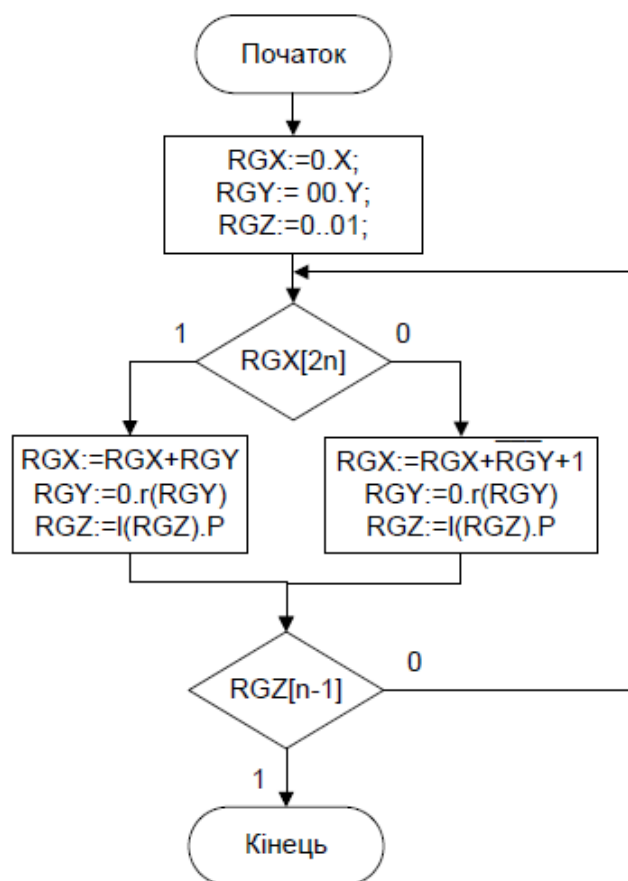 Початок
RGX:=0.X;
RGY:= 00.Y;
RGZ:=0..01;
1
0
RGX[2n]
RGX:=RGX+RGY
RGY:=0.r(RGY)
RGZ:=l(RGZ).P
RGX:=RGX+R̅G̅Y̅+1
RGY:=0.r(RGY)
RGZ:=l(RGZ).P
RGZ[n-1]
0
1
Кінець